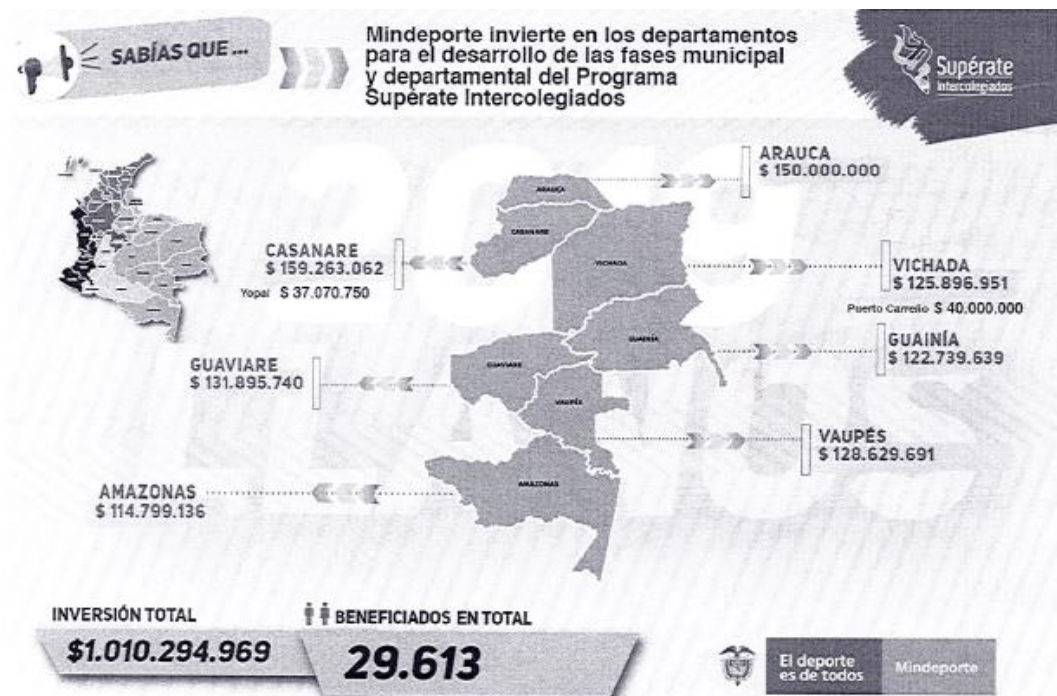 SABÍAS QUE ...
Mindeporte invierte en los departamentos
para el desarrollo de las fases municipal
y departamental del Programa
Supérate Intercolegiados
Supérate
Intercolegiados
ARAUCA
$ 150.000.000
ARAUCA
CASANARE
CASANARE
$ 159.263.062
Yopal $ 37.070.750
VICHADA
VICHADA
$ 125.896.951
Puerto Carreño $ 40.000.000
GUAINÍA
GUAINÍA
$ 122.739.639
GUAVIARE
$ 131.895.740
GUAVIARE
VAUPÉS
VAUPÉS
$ 128.629.691
AMAZONAS
$ 114.799.136
AMAZONAS
INVERSIÓN TOTAL
$1.010.294.969
BENEFICIADOS EN TOTAL
29.613
El deporte
es de todos
Mindeporte